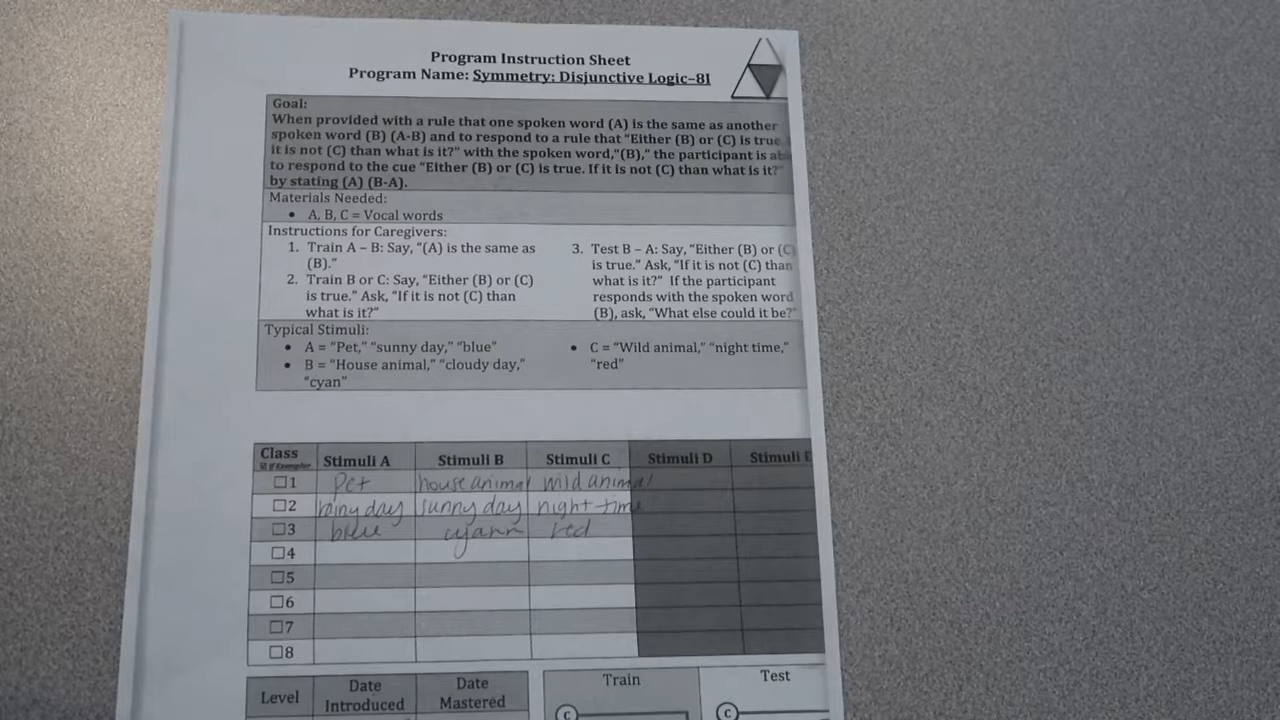 Program Instruction Sheet
Program Name: Symmetry: Disjunctive Logic–8I
Goal:
When provided with a rule that one spoken word (A) is the same as another
spoken word (B) (A-B) and to respond to a rule that "Either (B) or (C) is true.
it is not (C) than what is it?" with the spoken word,"(B)," the participant is
to respond to the cue "Either (B) or (C) is true. If it is not (C) than what is it?"
by stating (A) (B-A).
Materials Needed:
• A, B, C = Vocal words
Instructions for Caregivers:
1. Train A – B: Say, "(A) is the same as
(B)."
2. Train B or C: Say, "Either (B) or (C)
is true." Ask, "If it is not (C) than
what is it?"
3. Test B – A: Say, "Either (B) or (C)
is true." Ask, "If it is not (C) than
what is it?" If the participant
responds with the spoken word
(B), ask, "What else could it be?"
Typical Stimuli:
• A = "Pet," "sunny day," "blue"
• B = "House animal," "cloudy day,"
"cyan"
• C = "Wild animal," "night time,"
"red"
Class Stimuli A Stimuli B Stimuli C Stimuli D Stimuli E
☑ if Exemplar
☐1 Pet house animal wild animal
☐2 rainy day sunny day night time
☐3 blue cyann red
☐4
☐5
☐6
☐7
☐8
Level Date Introduced Date Mastered
Train Test
C C